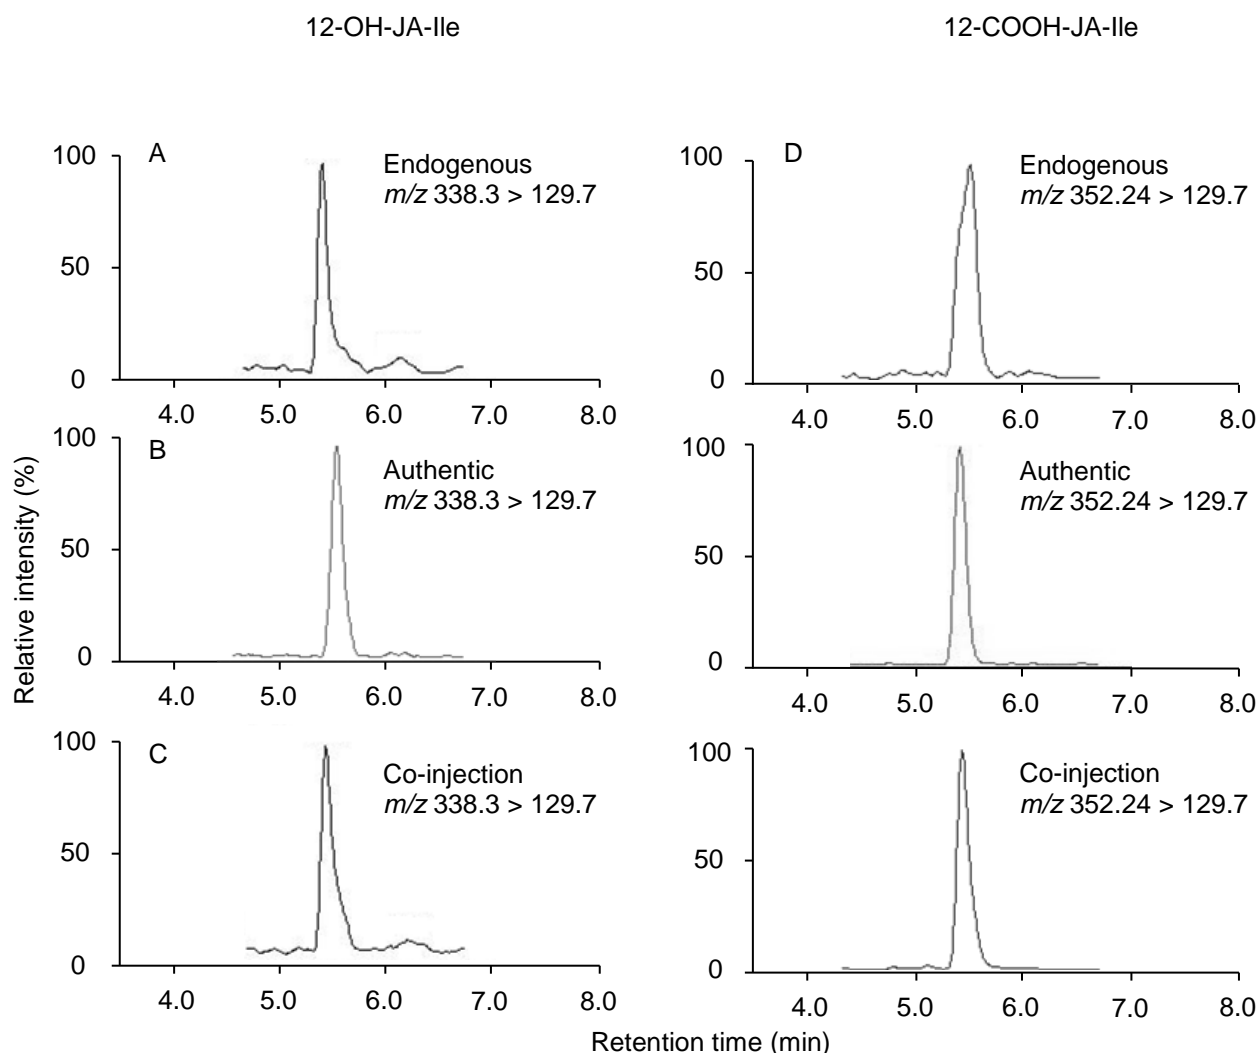 12-OH-JA-Ile
12-COOH-JA-Ile
A
Endogenous
m/z 338.3 > 129.7
100
50
0
4.0 5.0 6.0 7.0 8.0
D
Endogenous
m/z 352.24 > 129.7
100
50
0
4.0 5.0 6.0 7.0 8.0
B
Authentic
m/z 338.3 > 129.7
100
50
0
4.0 5.0 6.0 7.0 8.0
Authentic
m/z 352.24 > 129.7
100
50
0
4.0 5.0 6.0 7.0 8.0
C
Co-injection
m/z 338.3 > 129.7
100
50
0
4.0 5.0 6.0 7.0 8.0
Co-injection
m/z 352.24 > 129.7
100
50
0
4.0 5.0 6.0 7.0 8.0
Relative intensity (%)
Retention time (min)